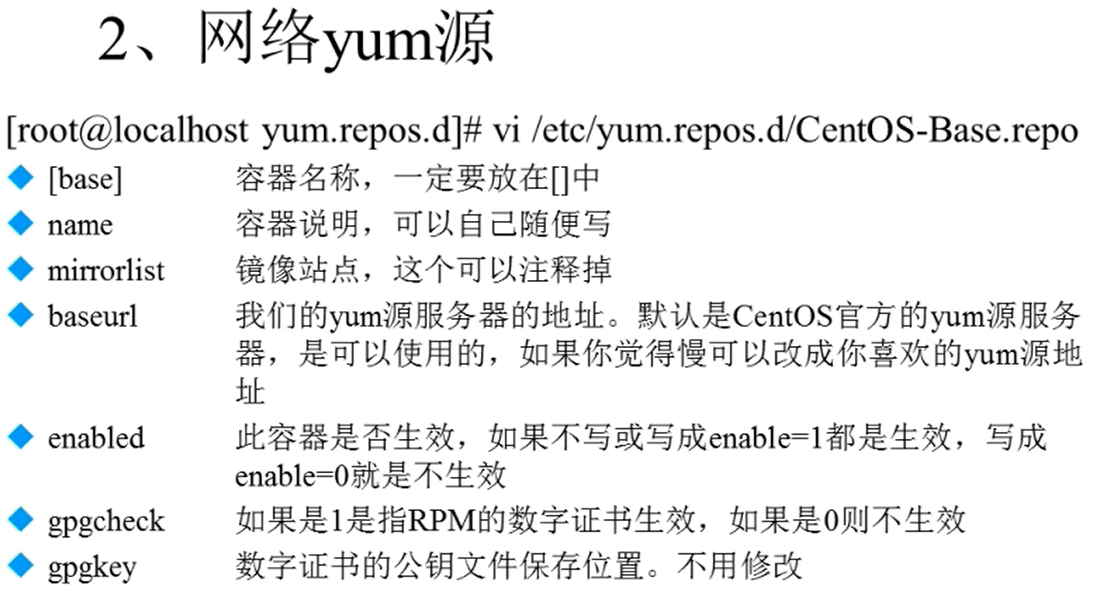 2、网络yum源
[root@localhost yum.repos.d]# vi /etc/yum.repos.d/CentOS-Base.repo
[base] 容器名称，一定要放在[]中
name 容器说明，可以自己随便写
mirrorlist 镜像站点，这个可以注释掉
baseurl 我们的yum源服务器的地址。默认是CentOS官方的yum源服务
器，是可以使用的，如果你觉得慢可以改成你喜欢的yum源地
址
enabled 此容器是否生效，如果不写或写成enable=1都是生效，写成
enable=0就是不生效
gpgcheck 如果是1是指RPM的数字证书生效，如果是0则不生效
gpgkey 数字证书的公钥文件保存位置。不用修改